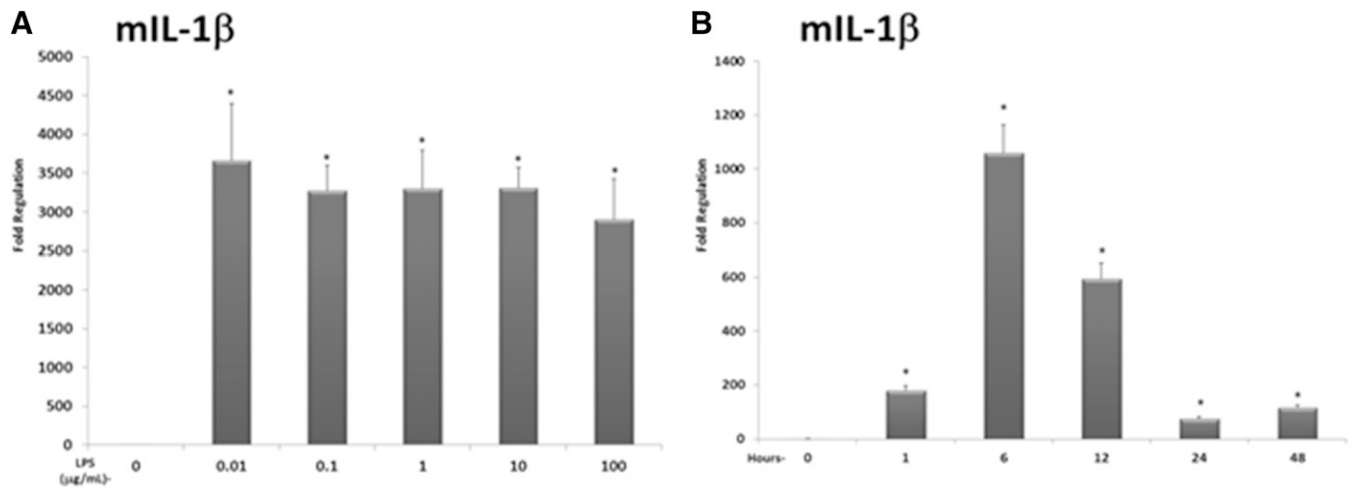 A
mIL-1β
5000
4500
4000
3500
3000
2500
2000
1500
1000
500
0
Fold Regulation
* * * * *
LPS
(µg/mL)-
0 0.01 0.1 1 10 100
B
mIL-1β
1400
1200
1000
800
600
400
200
0
Fold Regulation
* * * * *
Hours- 0 1 6 12 24 48